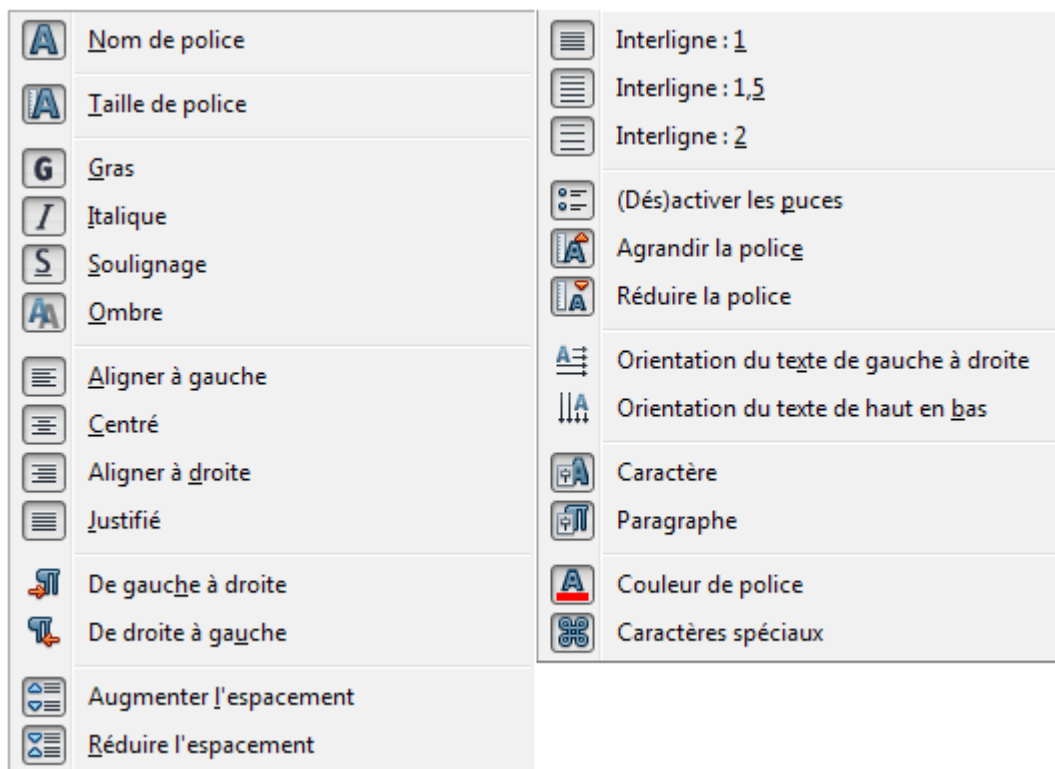 Nom de police
Taille de police
Gras
Italique
Soulignage
Ombre
Aligner à gauche
Centré
Aligner à droite
Justifié
De gauche à droite
De droite à gauche
Augmenter l'espacement
Réduire l'espacement
Interligne : 1
Interligne : 1,5
Interligne : 2
(Dés)activer les puces
Agrandir la police
Réduire la police
Orientation du texte de gauche à droite
Orientation du texte de haut en bas
Caractère
Paragraphe
Couleur de police
Caractères spéciaux